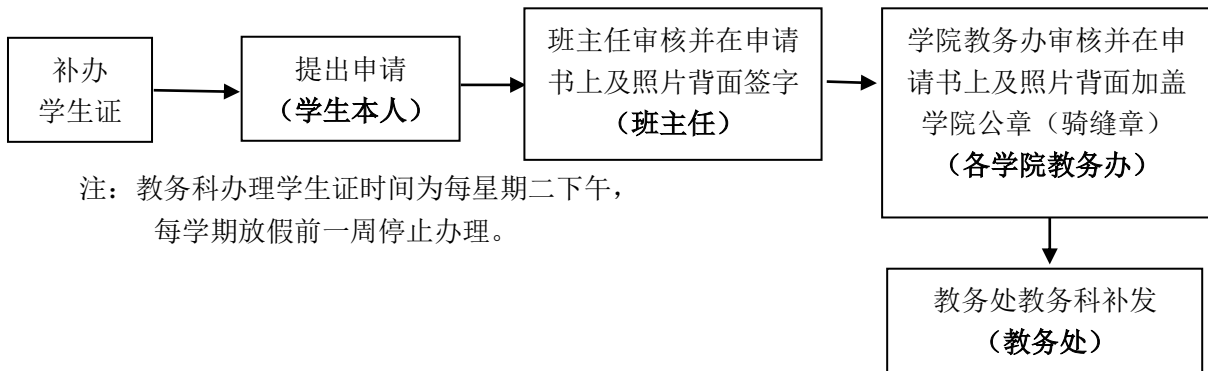 补办
学生证
提出申请
（学生本人）
班主任审核并在申请
书上及照片背面签字
（班主任）
学院教务办审核并在申
请书上及照片背面加盖
学院公章（骑缝章）
（各学院教务办）
注：教务科办理学生证时间为每星期二下午，
每学期放假前一周停止办理。
教务处教务科补发
（教务处）